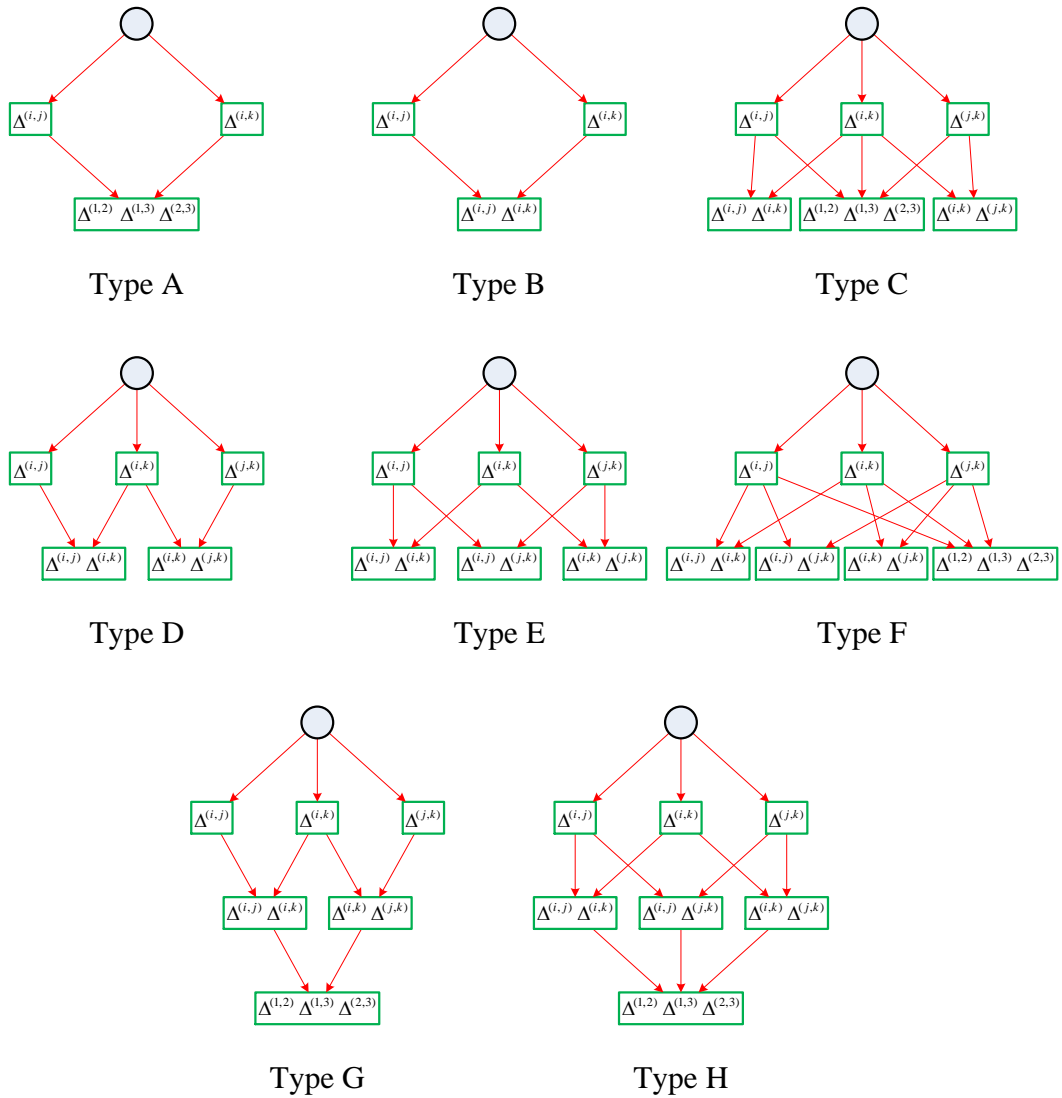 Δ^(i,j) Δ^(i,k) Δ^(i,j) Δ^(i,k) Δ^(i,j) Δ^(i,k) Δ^(j,k)
Δ^(1,2) Δ^(1,3) Δ^(2,3) Δ^(i,j) Δ^(i,k) Δ^(i,j) Δ^(i,k) Δ^(1,2) Δ^(1,3) Δ^(2,3) Δ^(i,k) Δ^(j,k)
Type A Type B Type C
Δ^(i,j) Δ^(i,k) Δ^(j,k) Δ^(i,j) Δ^(i,k) Δ^(j,k) Δ^(i,j) Δ^(i,k) Δ^(j,k)
Δ^(i,j) Δ^(i,k) Δ^(i,k) Δ^(j,k) Δ^(i,j) Δ^(i,k) Δ^(i,j) Δ^(j,k) Δ^(i,k) Δ^(j,k) Δ^(i,j) Δ^(i,k) Δ^(i,j) Δ^(j,k) Δ^(i,k) Δ^(j,k) Δ^(1,2) Δ^(1,3) Δ^(2,3)
Type D Type E Type F
Δ^(i,j) Δ^(i,k) Δ^(j,k) Δ^(i,j) Δ^(i,k) Δ^(j,k)
Δ^(i,j) Δ^(i,k) Δ^(i,k) Δ^(j,k) Δ^(i,j) Δ^(i,k) Δ^(i,j) Δ^(j,k) Δ^(i,k) Δ^(j,k)
Δ^(1,2) Δ^(1,3) Δ^(2,3) Δ^(1,2) Δ^(1,3) Δ^(2,3)
Type G Type H